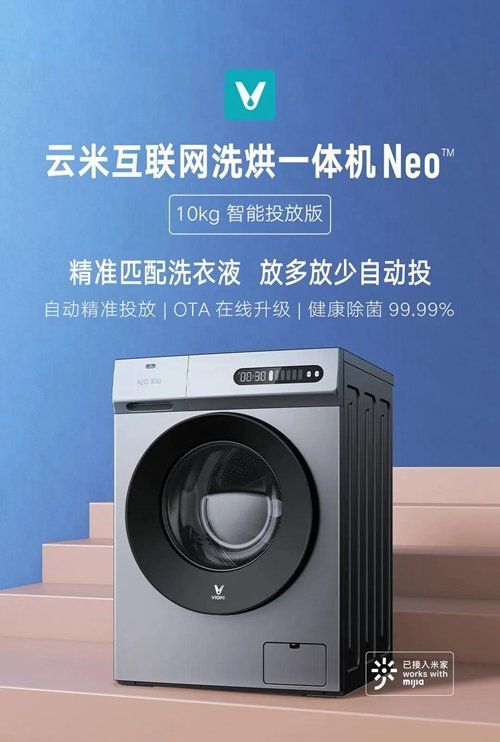 云米互联网洗烘一体机 Neo™
10kg 智能投放版
精准匹配洗衣液 放多放少自动投
自动精准投放 | OTA 在线升级 | 健康除菌 99.99%
00:30
NEO
VIOMI
已接入米家
works with
mijia